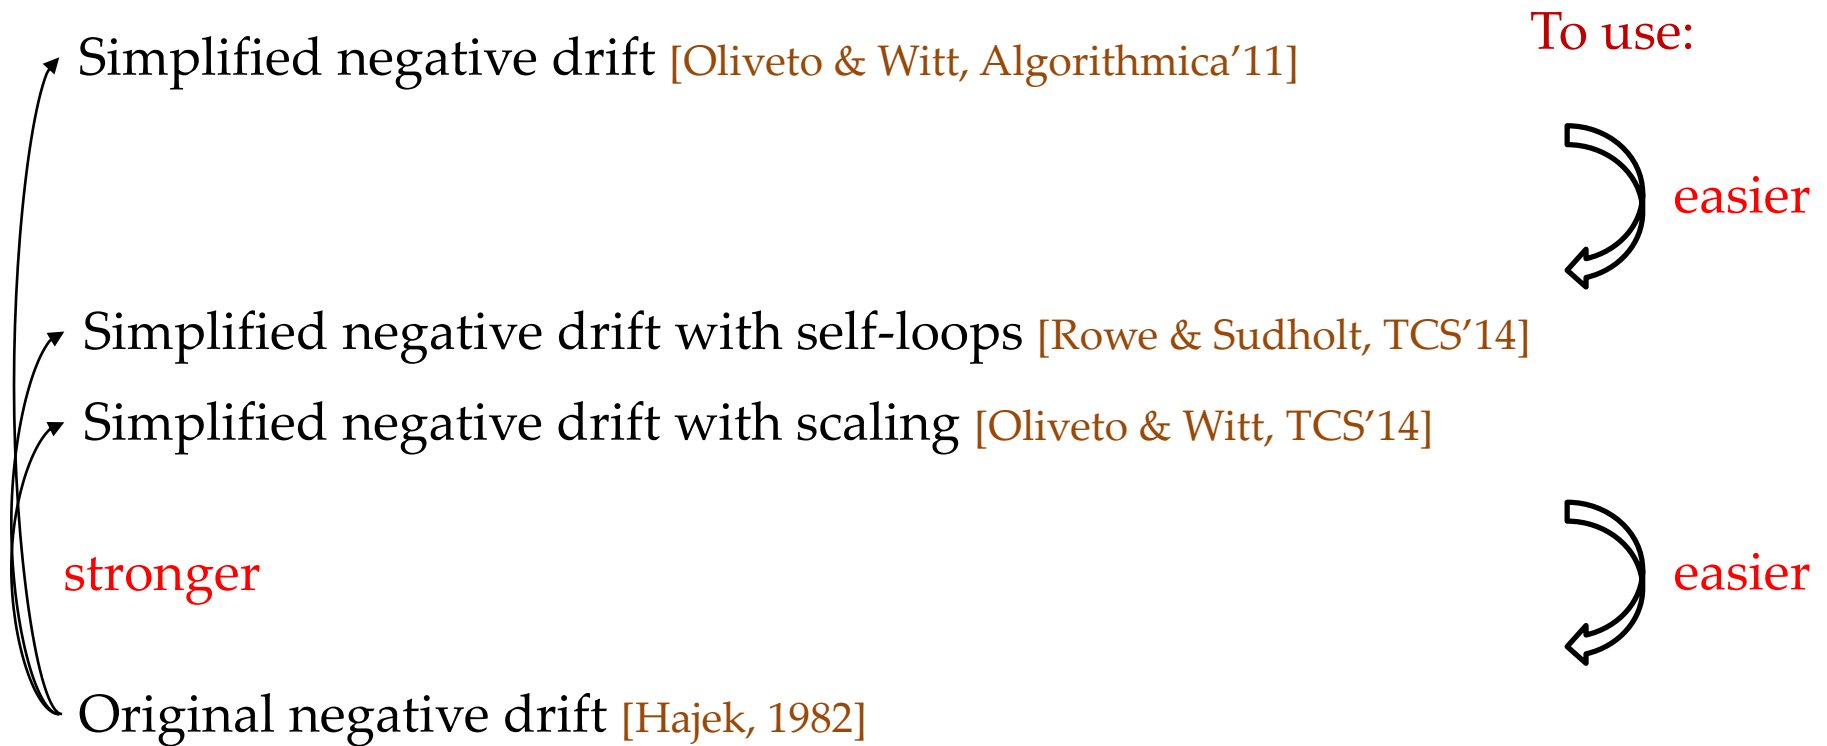 To use:
Simplified negative drift [Oliveto & Witt, Algorithmica’11]
easier
Simplified negative drift with self-loops [Rowe & Sudholt, TCS’14]
Simplified negative drift with scaling [Oliveto & Witt, TCS’14]
stronger
easier
Original negative drift [Hajek, 1982]